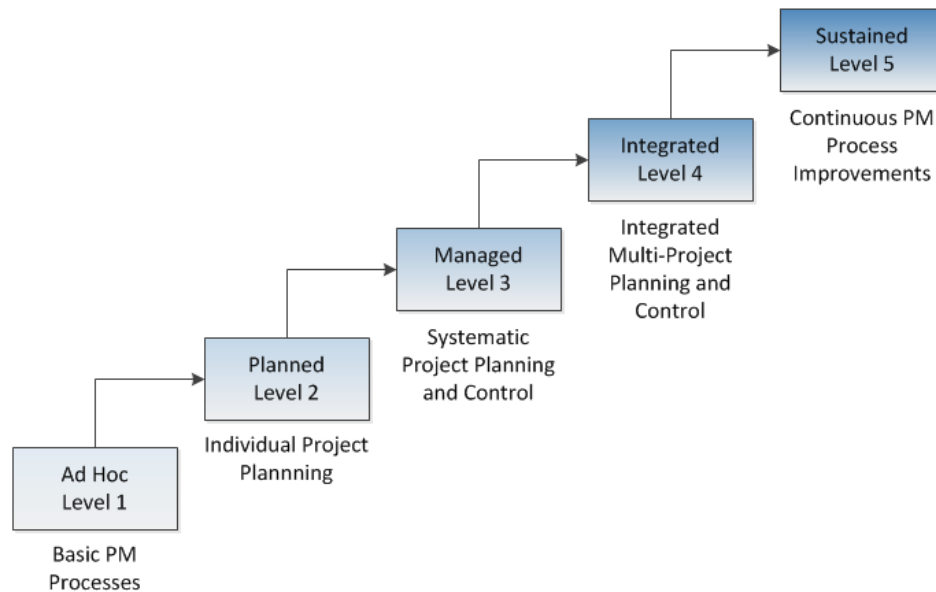 Sustained
Level 5
Continuous PM
Process
Improvements
Integrated
Level 4
Integrated
Multi-Project
Planning and
Control
Managed
Level 3
Systematic
Project Planning
and Control
Planned
Level 2
Individual Project
Plannning
Ad Hoc
Level 1
Basic PM
Processes